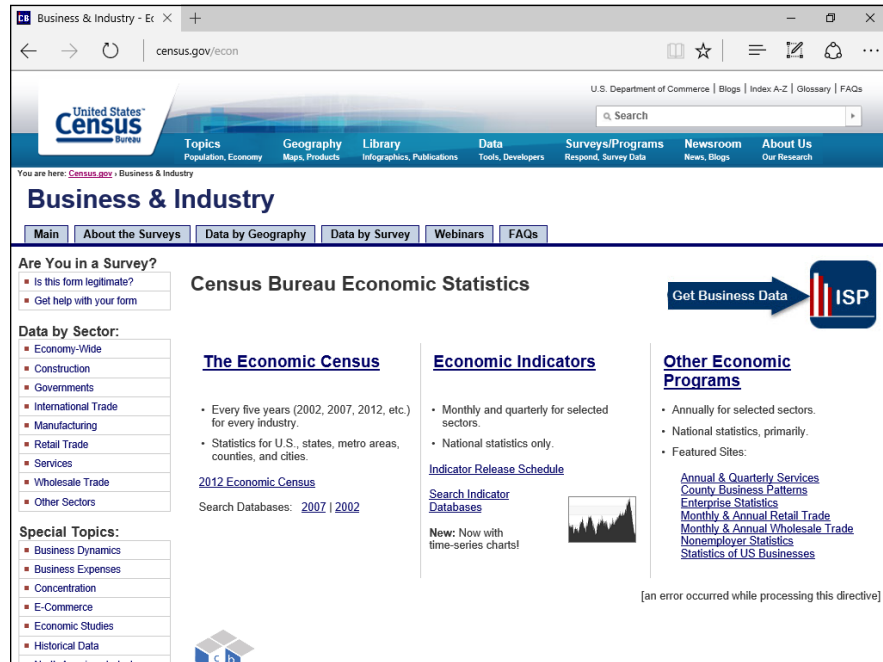 CB Business & Industry - Ec
census.gov/econ
U.S. Department of Commerce | Blogs | Index A-Z | Glossary | FAQs
United States™
Census
Bureau
Search
Topics
Population, Economy
Geography
Maps, Products
Library
Infographics, Publications
Data
Tools, Developers
Surveys/Programs
Respond, Survey Data
Newsroom
News, Blogs
About Us
Our Research
You are here: Census.gov › Business & Industry
Business & Industry
Main
About the Surveys
Data by Geography
Data by Survey
Webinars
FAQs
Are You in a Survey?
Is this form legitimate?
Get help with your form
Data by Sector:
Economy-Wide
Construction
Governments
International Trade
Manufacturing
Retail Trade
Services
Wholesale Trade
Other Sectors
Special Topics:
Business Dynamics
Business Expenses
Concentration
E-Commerce
Economic Studies
Historical Data
Census Bureau Economic Statistics
Get Business Data
ISP
The Economic Census
• Every five years (2002, 2007, 2012, etc.)
for every industry.
• Statistics for U.S., states, metro areas,
counties, and cities.
2012 Economic Census
Search Databases: 2007 | 2002
Economic Indicators
• Monthly and quarterly for selected
sectors.
• National statistics only.
Indicator Release Schedule
Search Indicator
Databases
New: Now with
time-series charts!
Other Economic
Programs
• Annually for selected sectors.
• National statistics, primarily.
• Featured Sites:
Annual & Quarterly Services
County Business Patterns
Enterprise Statistics
Monthly & Annual Retail Trade
Monthly & Annual Wholesale Trade
Nonemployer Statistics
Statistics of US Businesses
[an error occurred while processing this directive]
c b